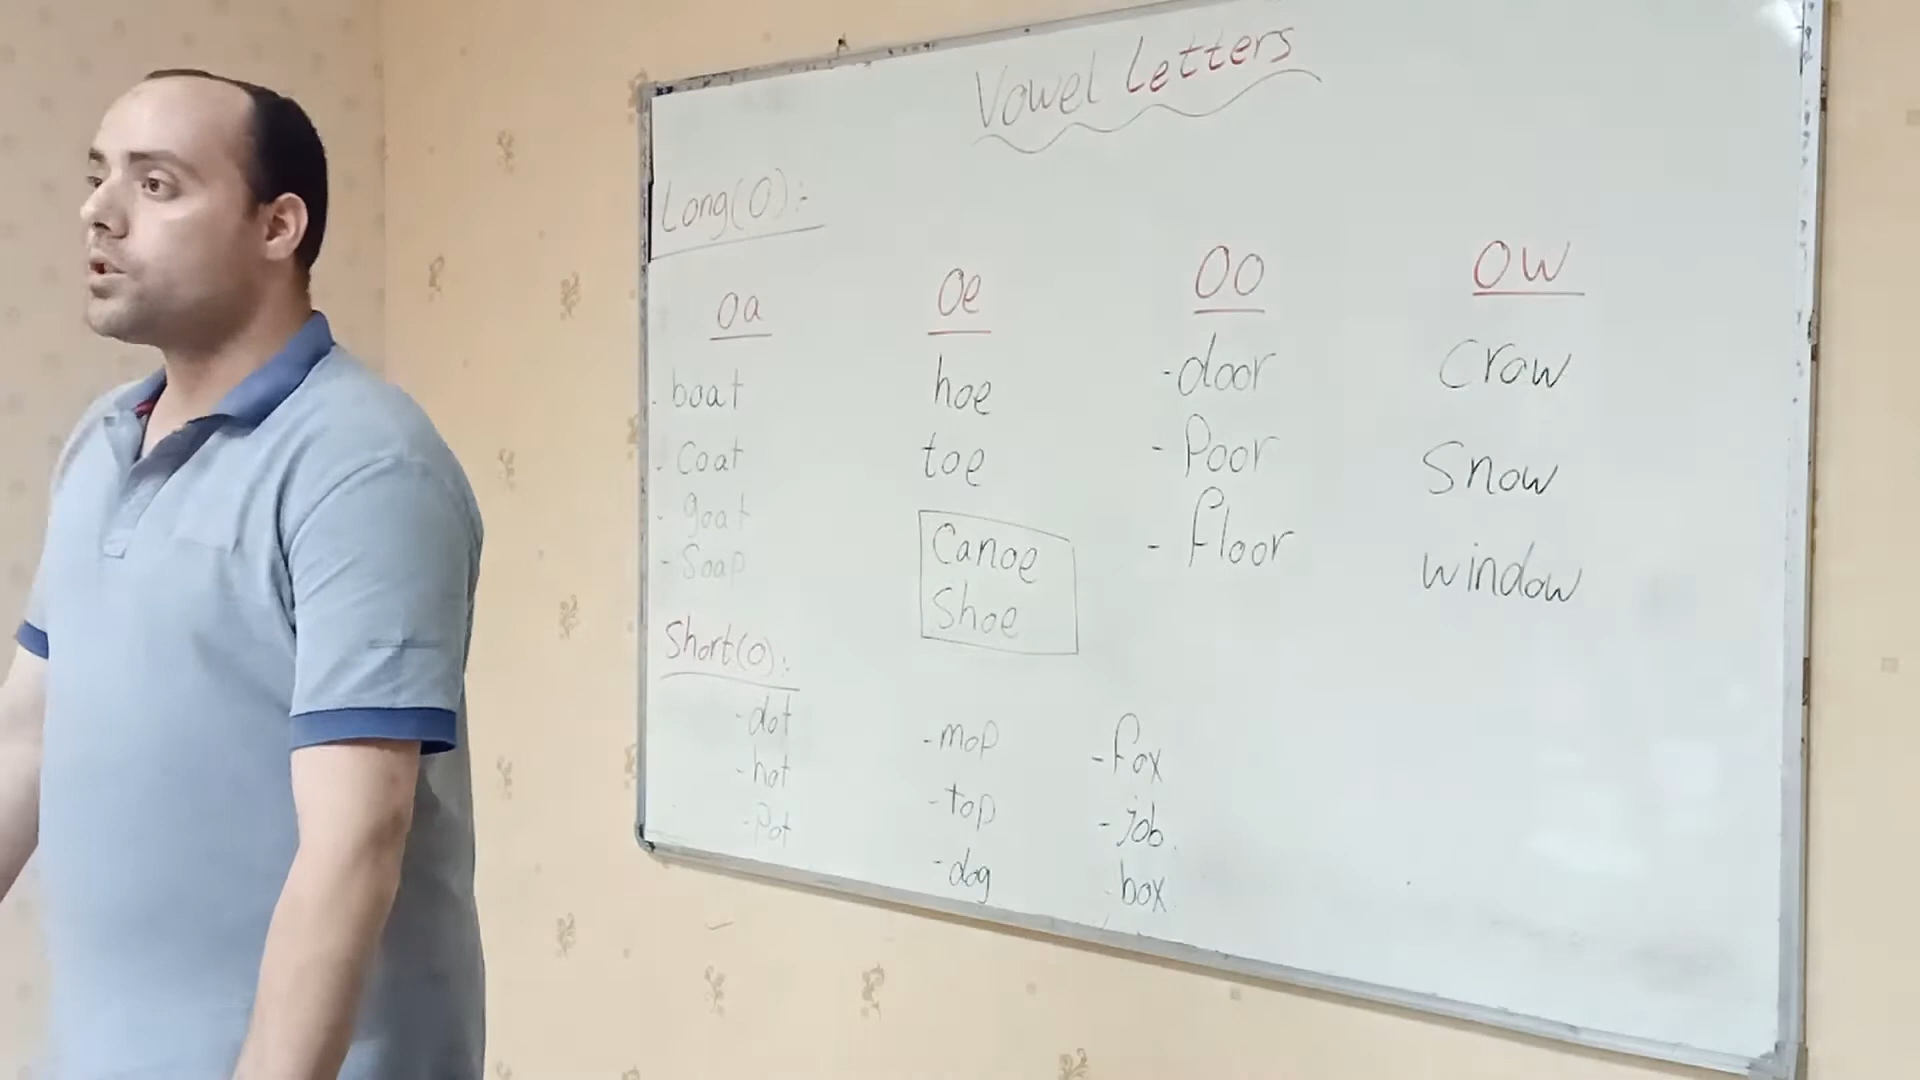 Vowel Letters
Long(O):-
oa
- boat
- Coat
- goat
- Soap
Oe
hoe
toe
Canoe
Shoe
Oo
- door
- Poor
- floor
OW
Crow
Snow
window
Short(o):
- dot
- hot
- Pot
- mop
- top
- dog
- fox
- job
- box